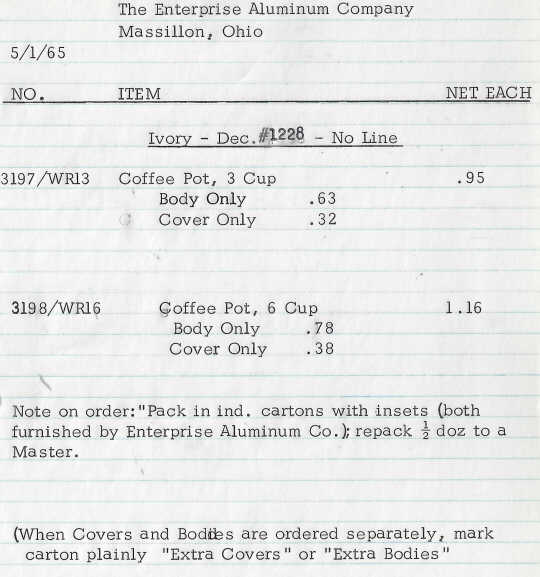 The Enterprise Aluminum Company
Massillon, Ohio
5/1/65
NO. ITEM NET EACH
Ivory - Dec. #1228 - No Line
3197/WR13 Coffee Pot, 3 Cup .95
Body Only .63
Cover Only .32
3198/WR16 Coffee Pot, 6 Cup 1.16
Body Only .78
Cover Only .38
Note on order: "Pack in ind. cartons with insets (both
furnished by Enterprise Aluminum Co.); repack ½ doz to a
Master.
(When Covers and Bodies are ordered separately, mark
carton plainly "Extra Covers" or "Extra Bodies"